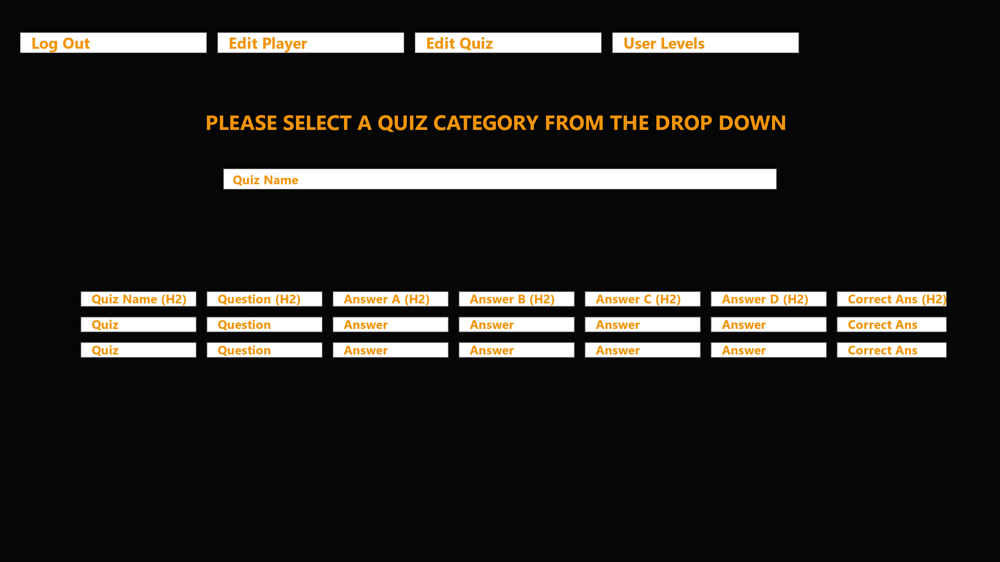 Log Out Edit Player Edit Quiz User Levels
PLEASE SELECT A QUIZ CATEGORY FROM THE DROP DOWN
Quiz Name
Quiz Name (H2) Question (H2) Answer A (H2) Answer B (H2) Answer C (H2) Answer D (H2) Correct Ans (H2)
Quiz Question Answer Answer Answer Answer Correct Ans
Quiz Question Answer Answer Answer Answer Correct Ans